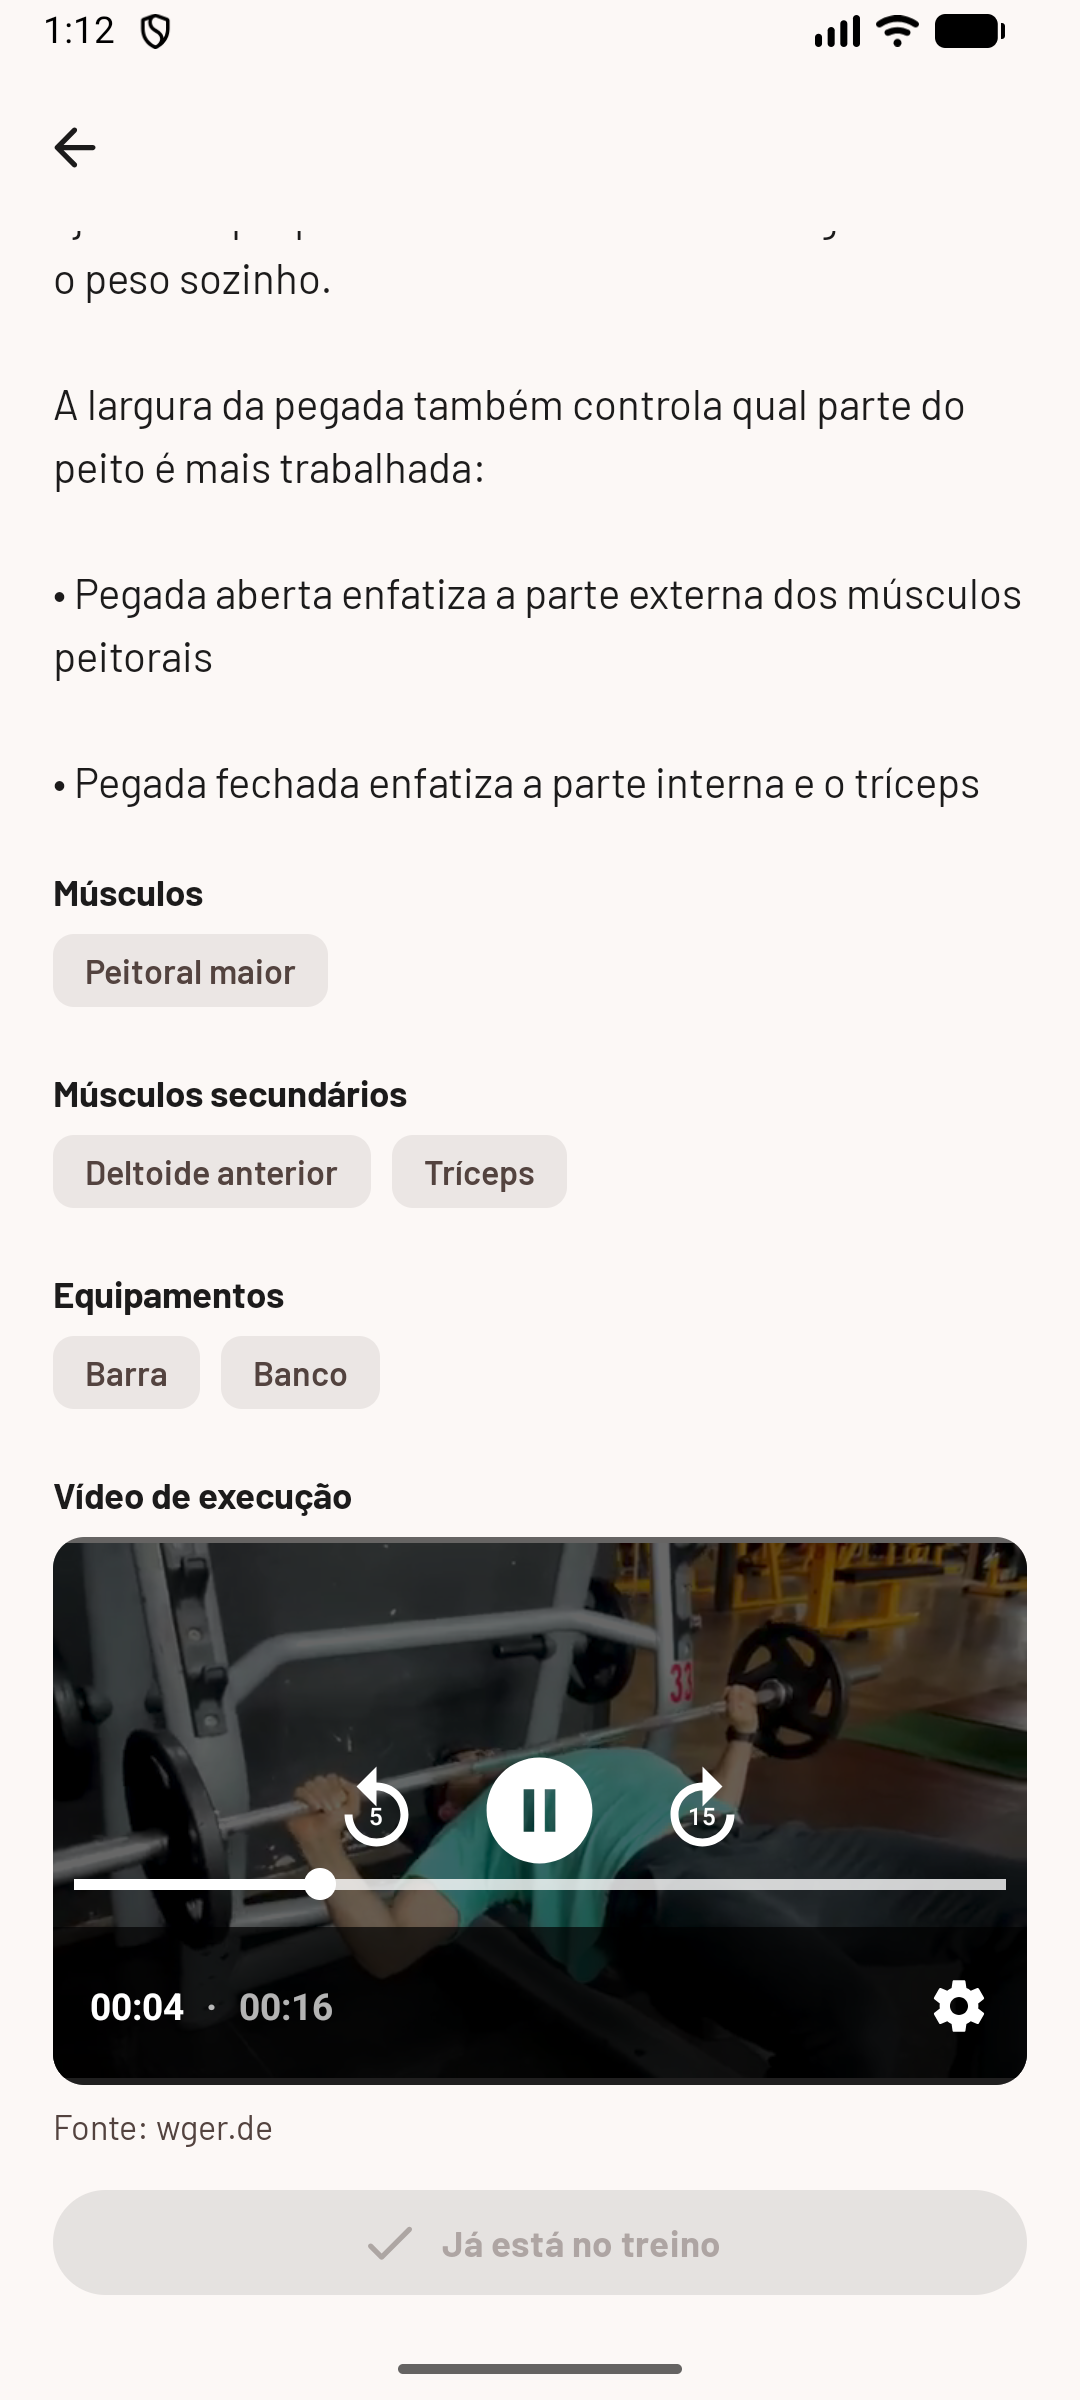 1:12
o peso sozinho.
A largura da pegada também controla qual parte do
peito é mais trabalhada:
• Pegada aberta enfatiza a parte externa dos músculos
peitorais
• Pegada fechada enfatiza a parte interna e o tríceps
Músculos
Peitoral maior
Músculos secundários
Deltoide anterior Tríceps
Equipamentos
Barra Banco
Vídeo de execução
33
5 15
00:04 · 00:16
Fonte: wger.de
Já está no treino